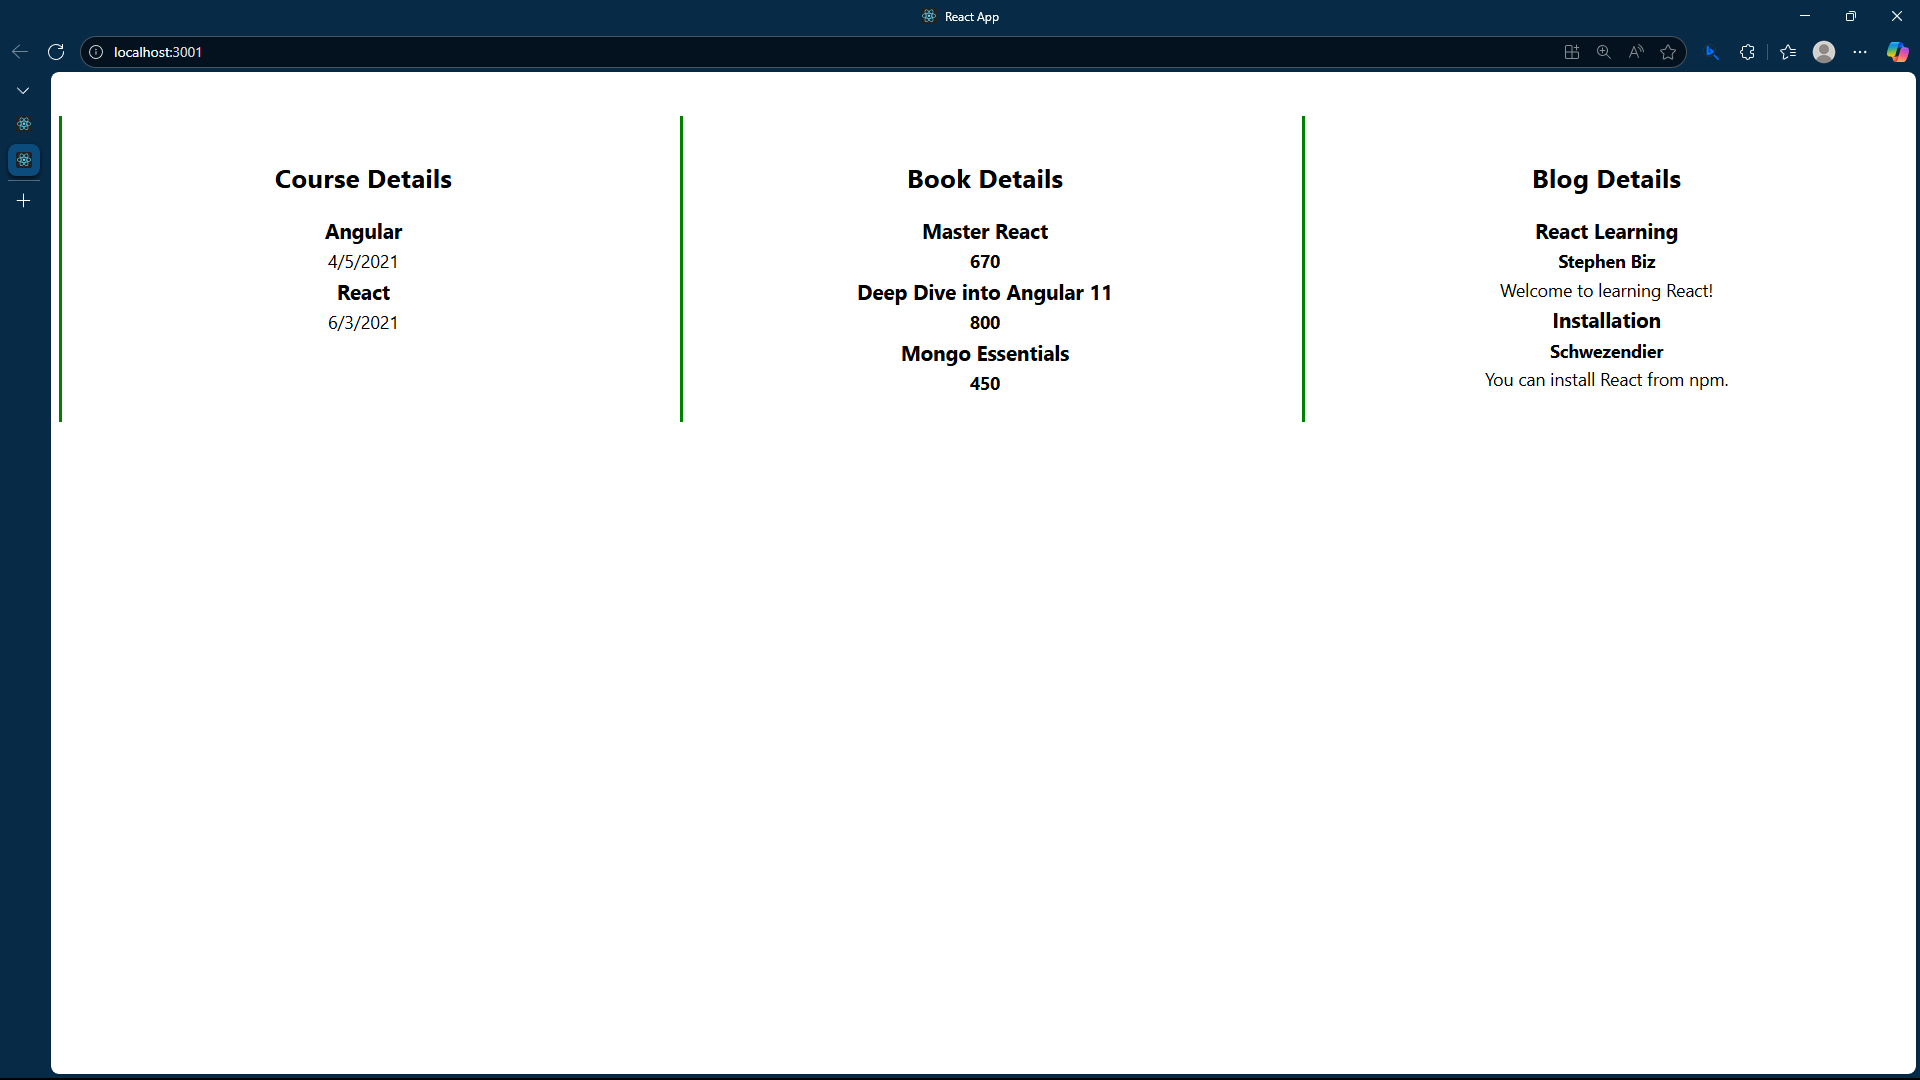 React App
localhost:3001
Course Details
Angular
4/5/2021
React
6/3/2021
Book Details
Master React
670
Deep Dive into Angular 11
800
Mongo Essentials
450
Blog Details
React Learning
Stephen Biz
Welcome to learning React!
Installation
Schwezendier
You can install React from npm.